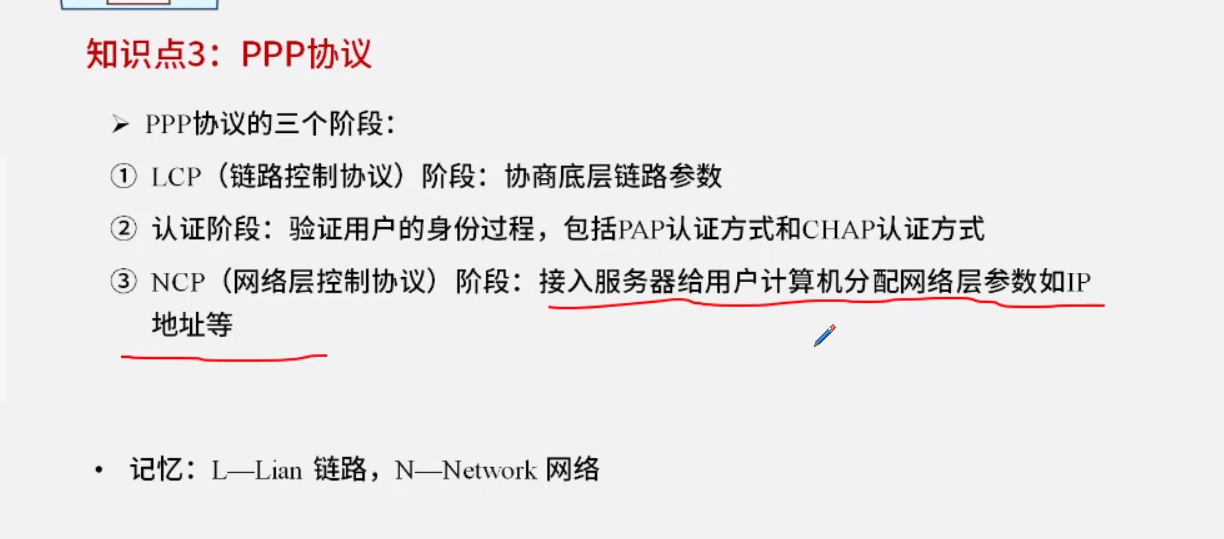 知识点3：PPP协议
➢ PPP协议的三个阶段：
① LCP（链路控制协议）阶段：协商底层链路参数
② 认证阶段：验证用户的身份过程，包括PAP认证方式和CHAP认证方式
③ NCP（网络层控制协议）阶段：接入服务器给用户计算机分配网络层参数如IP
地址等
• 记忆：L—Lian 链路，N—Network 网络